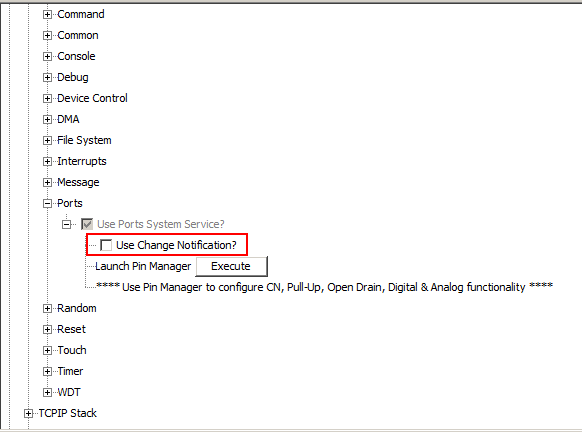 Command
Common
Console
Debug
Device Control
DMA
File System
Interrupts
Message
Ports
Use Ports System Service?
Use Change Notification?
Launch Pin Manager Execute
**** Use Pin Manager to configure CN, Pull-Up, Open Drain, Digital & Analog functionality ****
Random
Reset
Touch
Timer
WDT
TCPIP Stack